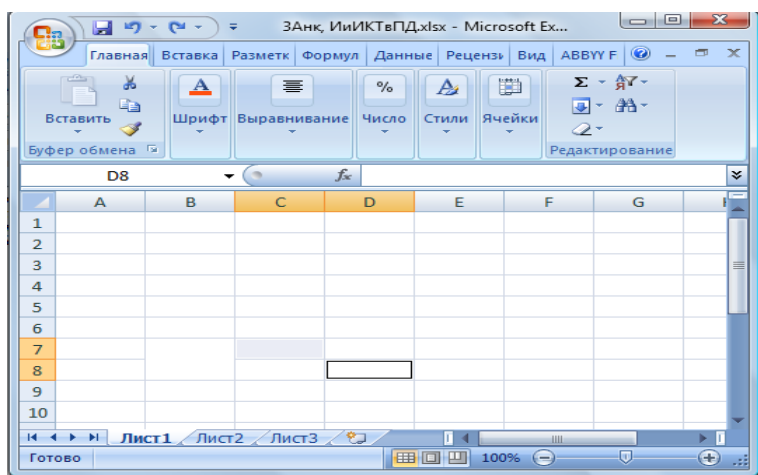 ЗАнк, ИиИКТвПД.xlsx - Microsoft Ex...
Главная Вставка Разметк Формул Данные Рецензи Вид ABBYY F
Вставить Шрифт Выравнивание Число Стили Ячейки Σ
Буфер обмена Редактирование
D8 fx
A B C D E F G
1
2
3
4
5
6
7
8
9
10
Лист1 Лист2 Лист3
Готово 100%